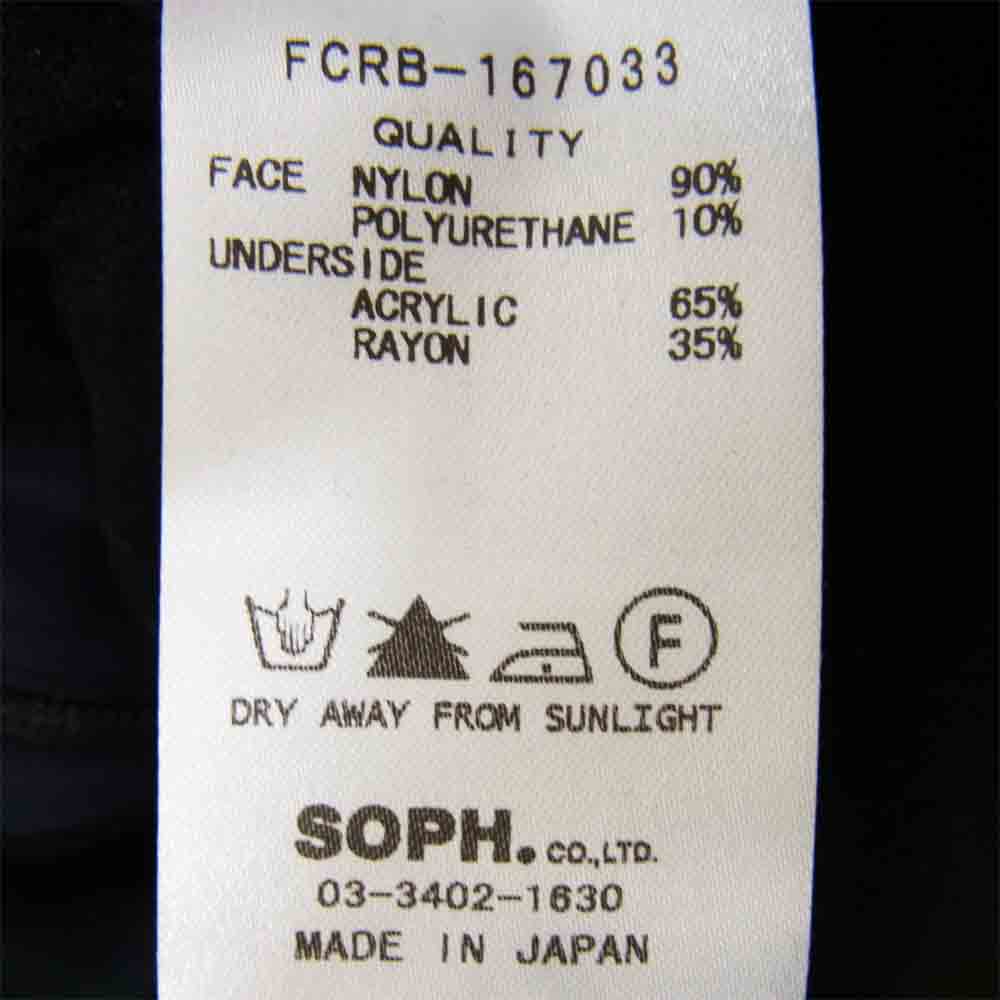 FCRB-167033
QUALITY
FACE NYLON 90%
POLYURETHANE 10%
UNDERSIDE
ACRYLIC 65%
RAYON 35%
F
DRY AWAY FROM SUNLIGHT
SOPH. CO.,LTD.
03-3402-1630
MADE IN JAPAN